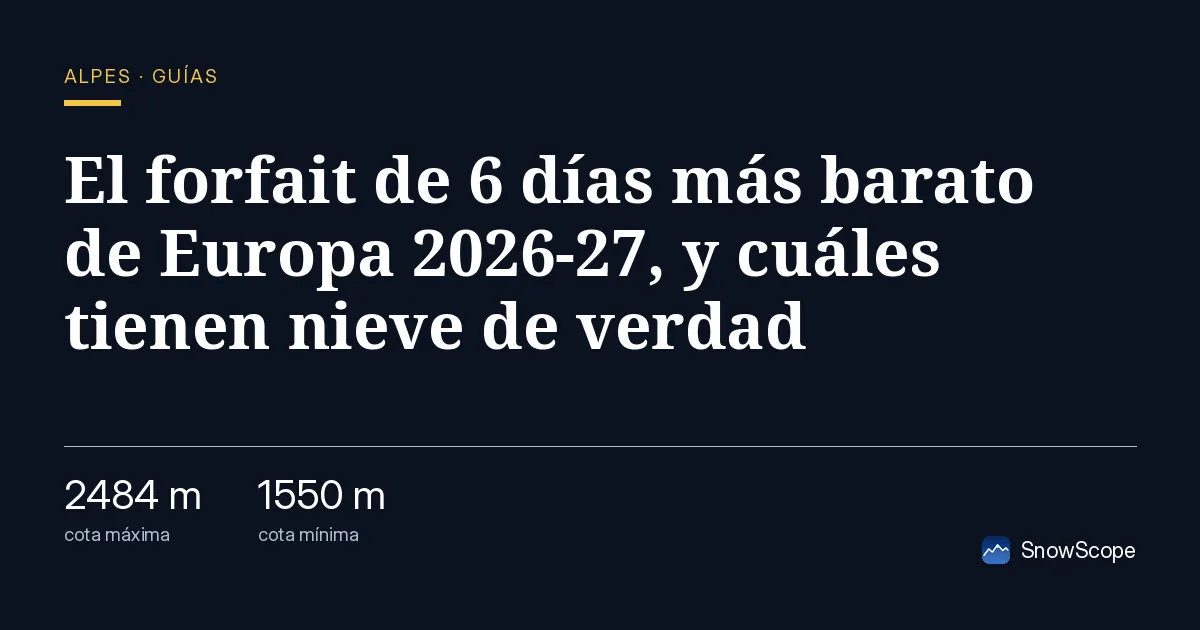 ALPES · GUÍAS
El forfait de 6 días más barato
de Europa 2026-27, y cuáles
tienen nieve de verdad
2484 m 1550 m
cota máxima cota mínima
SnowScope